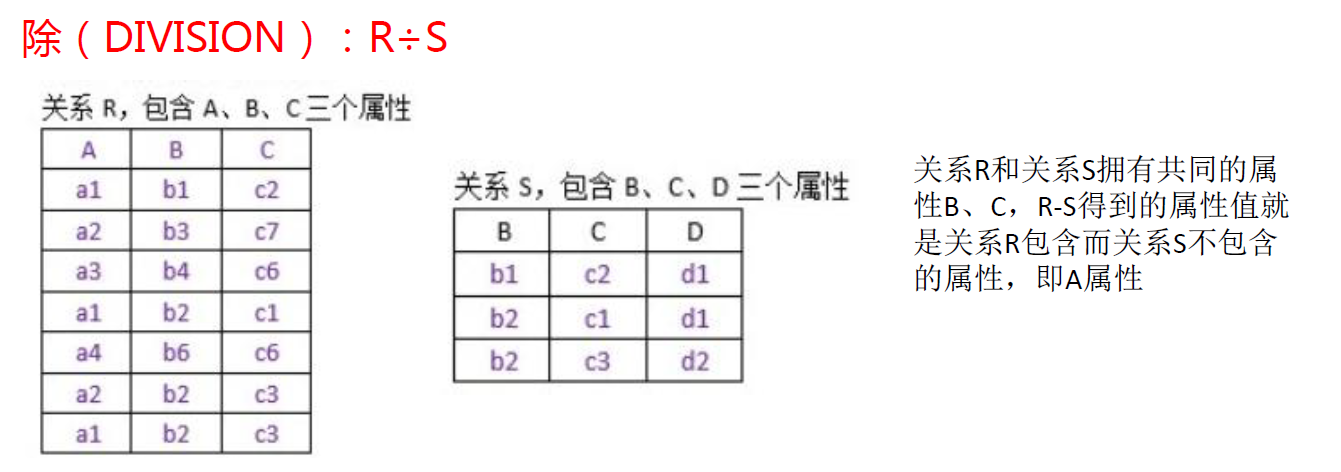 除（DIVISION）：R÷S
关系 R，包含 A、B、C三个属性
A B C
a1 b1 c2
a2 b3 c7
a3 b4 c6
a1 b2 c1
a4 b6 c6
a2 b2 c3
a1 b2 c3
关系 S，包含 B、C、D 三个属性
B C D
b1 c2 d1
b2 c1 d1
b2 c3 d2
关系R和关系S拥有共同的属
性B、C，R-S得到的属性值就
是关系R包含而关系S不包含
的属性，即A属性